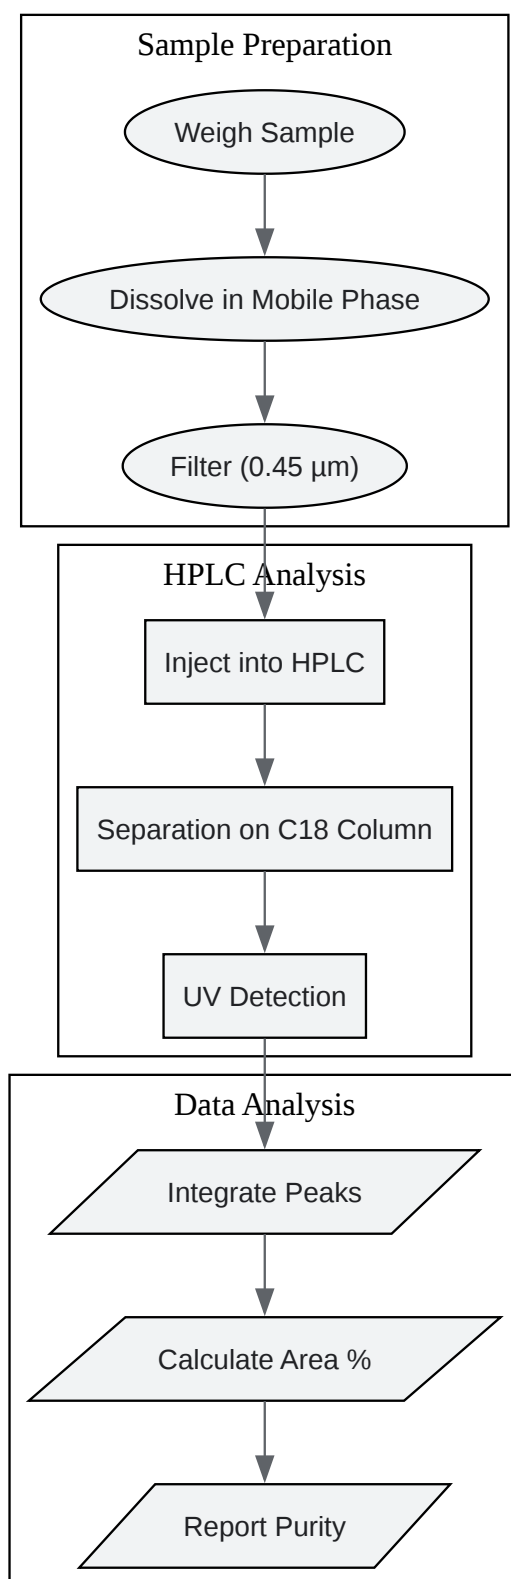 Sample Preparation
Weigh Sample
Dissolve in Mobile Phase
Filter (0.45 µm)
HPLC Analysis
Inject into HPLC
Separation on C18 Column
UV Detection
Data Analysis
Integrate Peaks
Calculate Area %
Report Purity